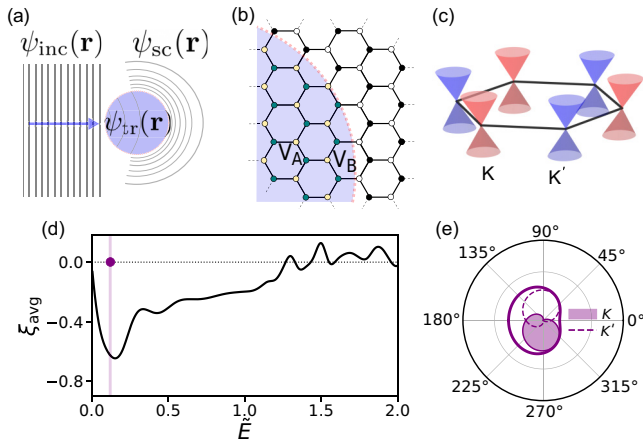 (a)
ψinc(r) ψsc(r)
ψtr(r)
(b)
VA VB
(c)
K K′
(d)
0.0
−0.4
−0.8
ξavg
0.0 0.5 1.0 1.5 2.0
Ẽ
(e)
90°
135° 45°
180° 0°
225° 315°
270°
K
K′